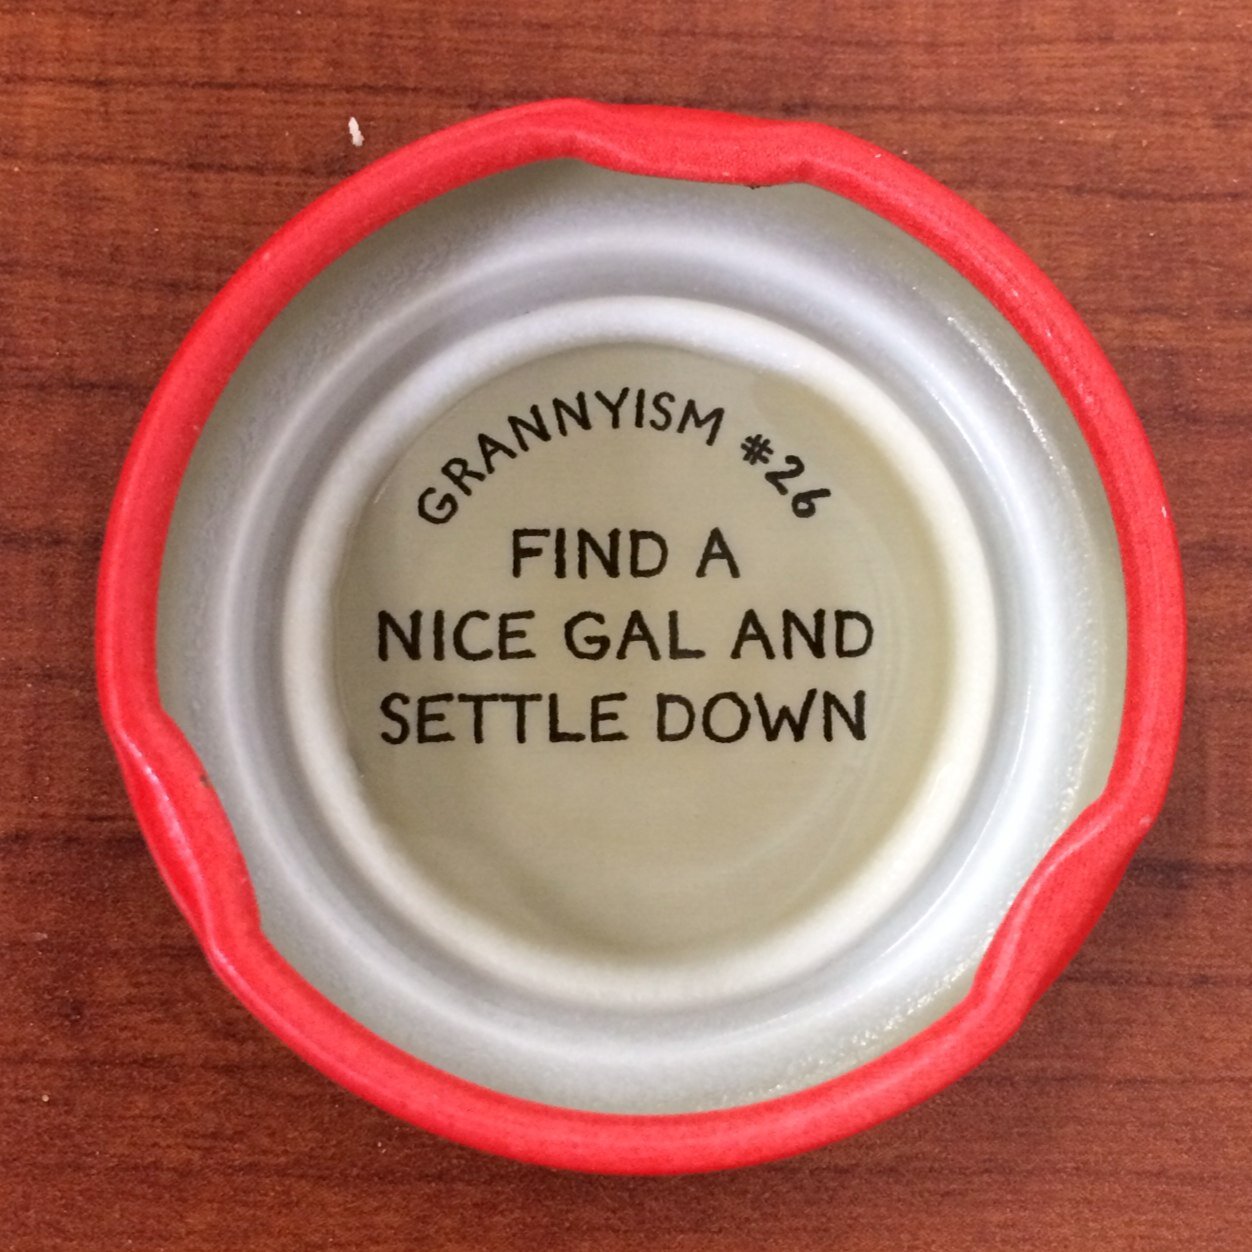 GRANNYISM #26
FIND A
NICE GAL AND
SETTLE DOWN